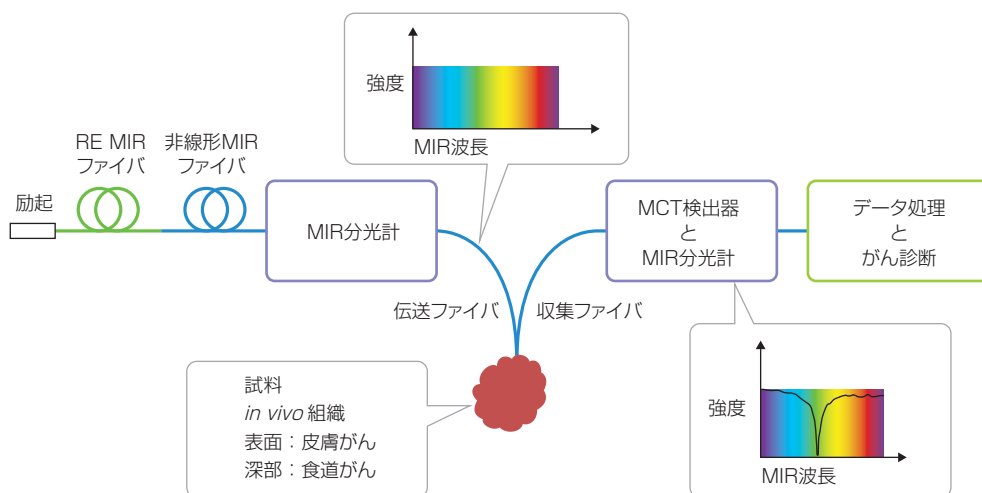 強度
MIR波長
RE MIR
ファイバ
非線形MIR
ファイバ
励起
MIR分光計
MCT検出器
と
MIR分光計
データ処理
と
がん診断
伝送ファイバ
収集ファイバ
試料
in vivo 組織
表面：皮膚がん
深部：食道がん
強度
MIR波長